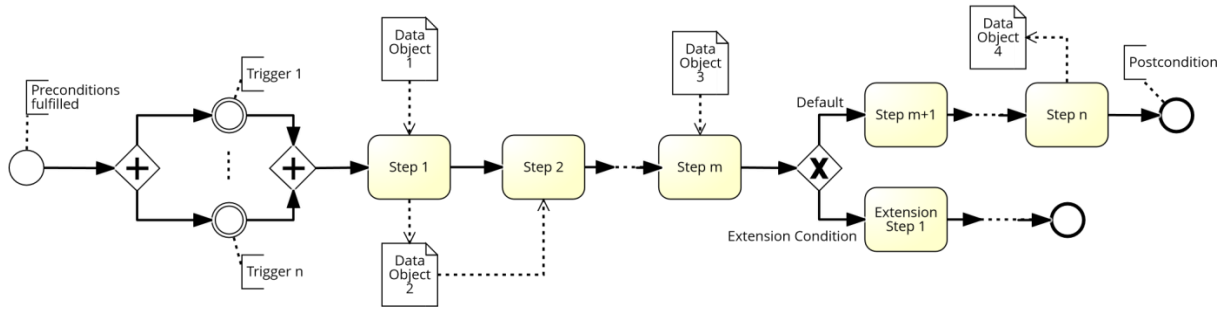 Preconditions
fulfilled
Trigger 1
Trigger n
Data
Object
1
Step 1
Data
Object
2
Step 2
Data
Object
3
Step m
Default
Extension Condition
Step m+1
Extension
Step 1
Data
Object
4
Step n
Postcondition